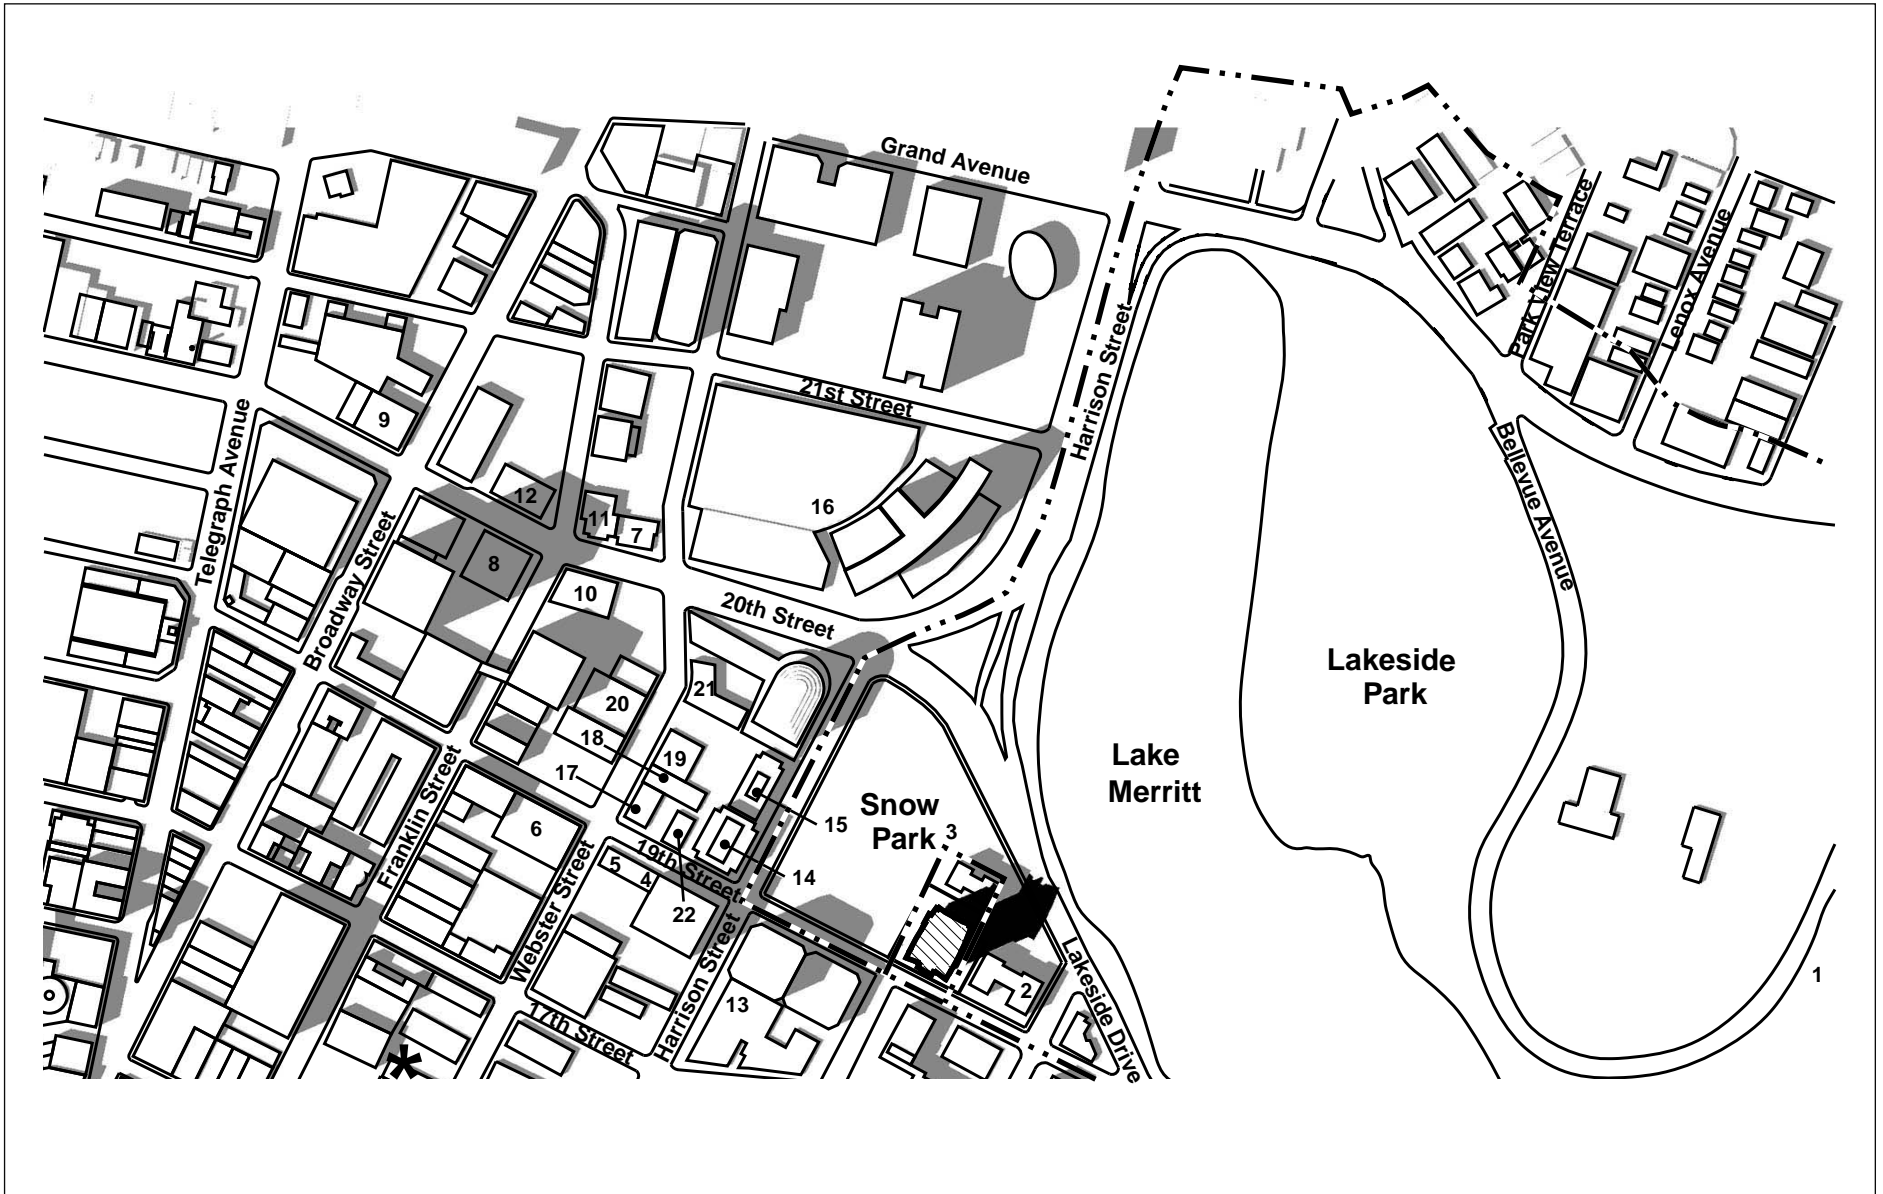 Grand Avenue
Park View Terrace
Lenox Avenue
Harrison Street
21st Street
9
Telegraph Avenue
Bellevue Avenue
12
11
7
16
Broadway Street
8
10
20th Street
Lakeside
Park
21
20
18
19
17
Lake
Merritt
Snow
Park
3
15
6
Franklin Street
19th Street
14
5
4
22
Webster Street
Harrison Street
13
2
1
Lakeside Drive
17th Street
*